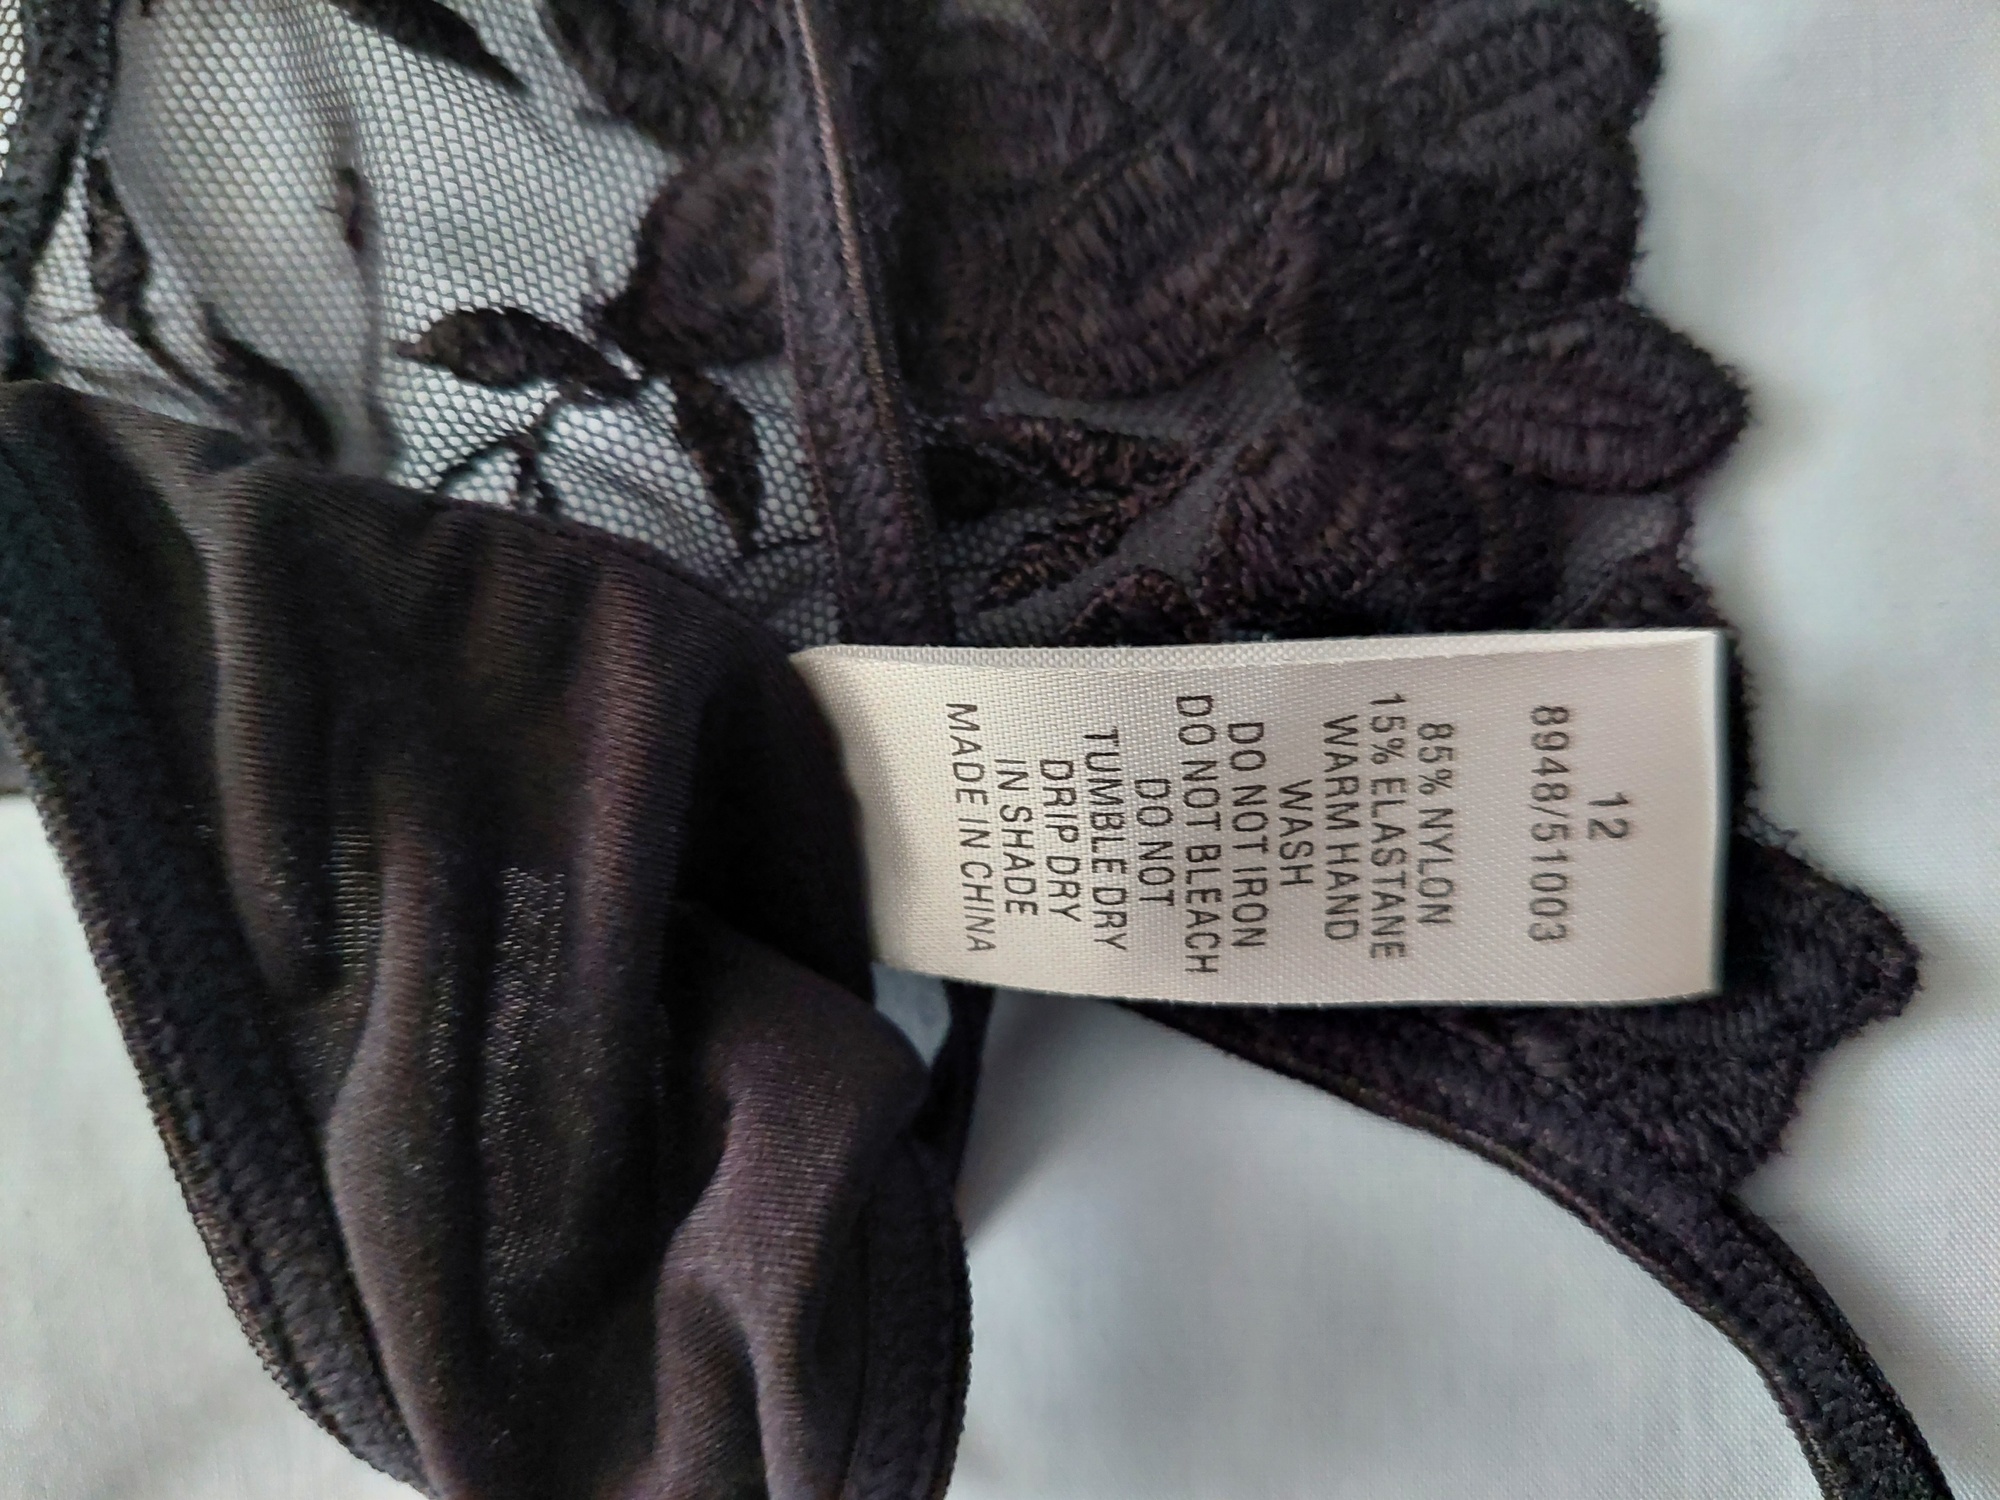 12
8948/51003
85% NYLON
15% ELASTANE
WARM HAND
WASH
DO NOT IRON
DO NOT BLEACH
DO NOT
TUMBLE DRY
DRIP DRY
IN SHADE
MADE IN CHINA